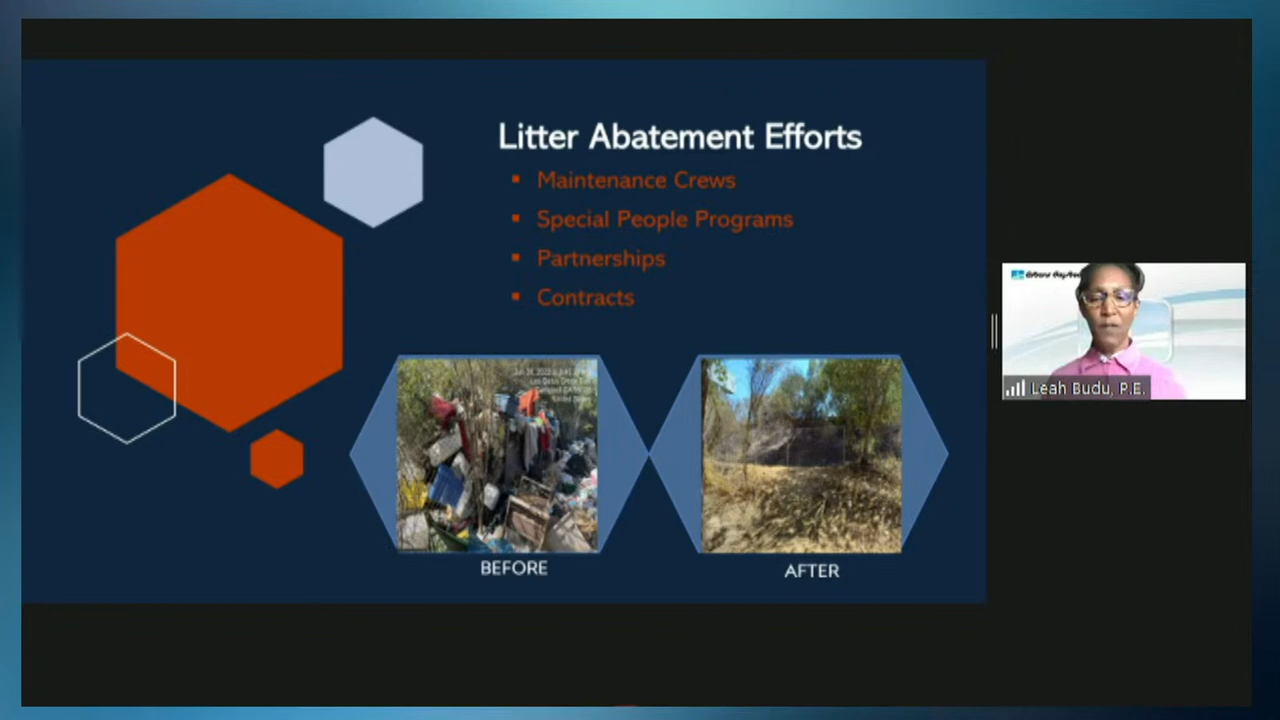 Litter Abatement Efforts
Maintenance Crews
Special People Programs
Partnerships
Contracts
BEFORE
AFTER
Leah Budu, P.E.